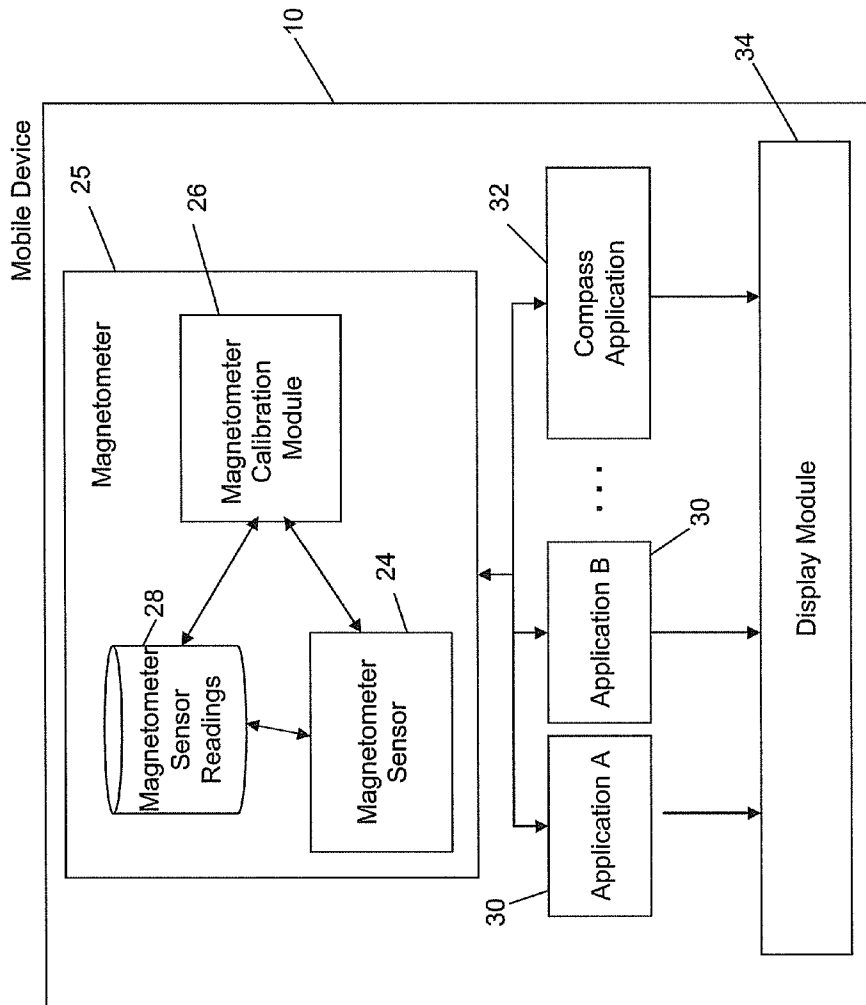 Mobile Device
10
25
Magnetometer
26
Magnetometer
Calibration
Module
28
Magnetometer
Sensor
Readings
24
Magnetometer
Sensor
30
Application A
Application B
30
. . .
32
Compass
Application
34
Display Module